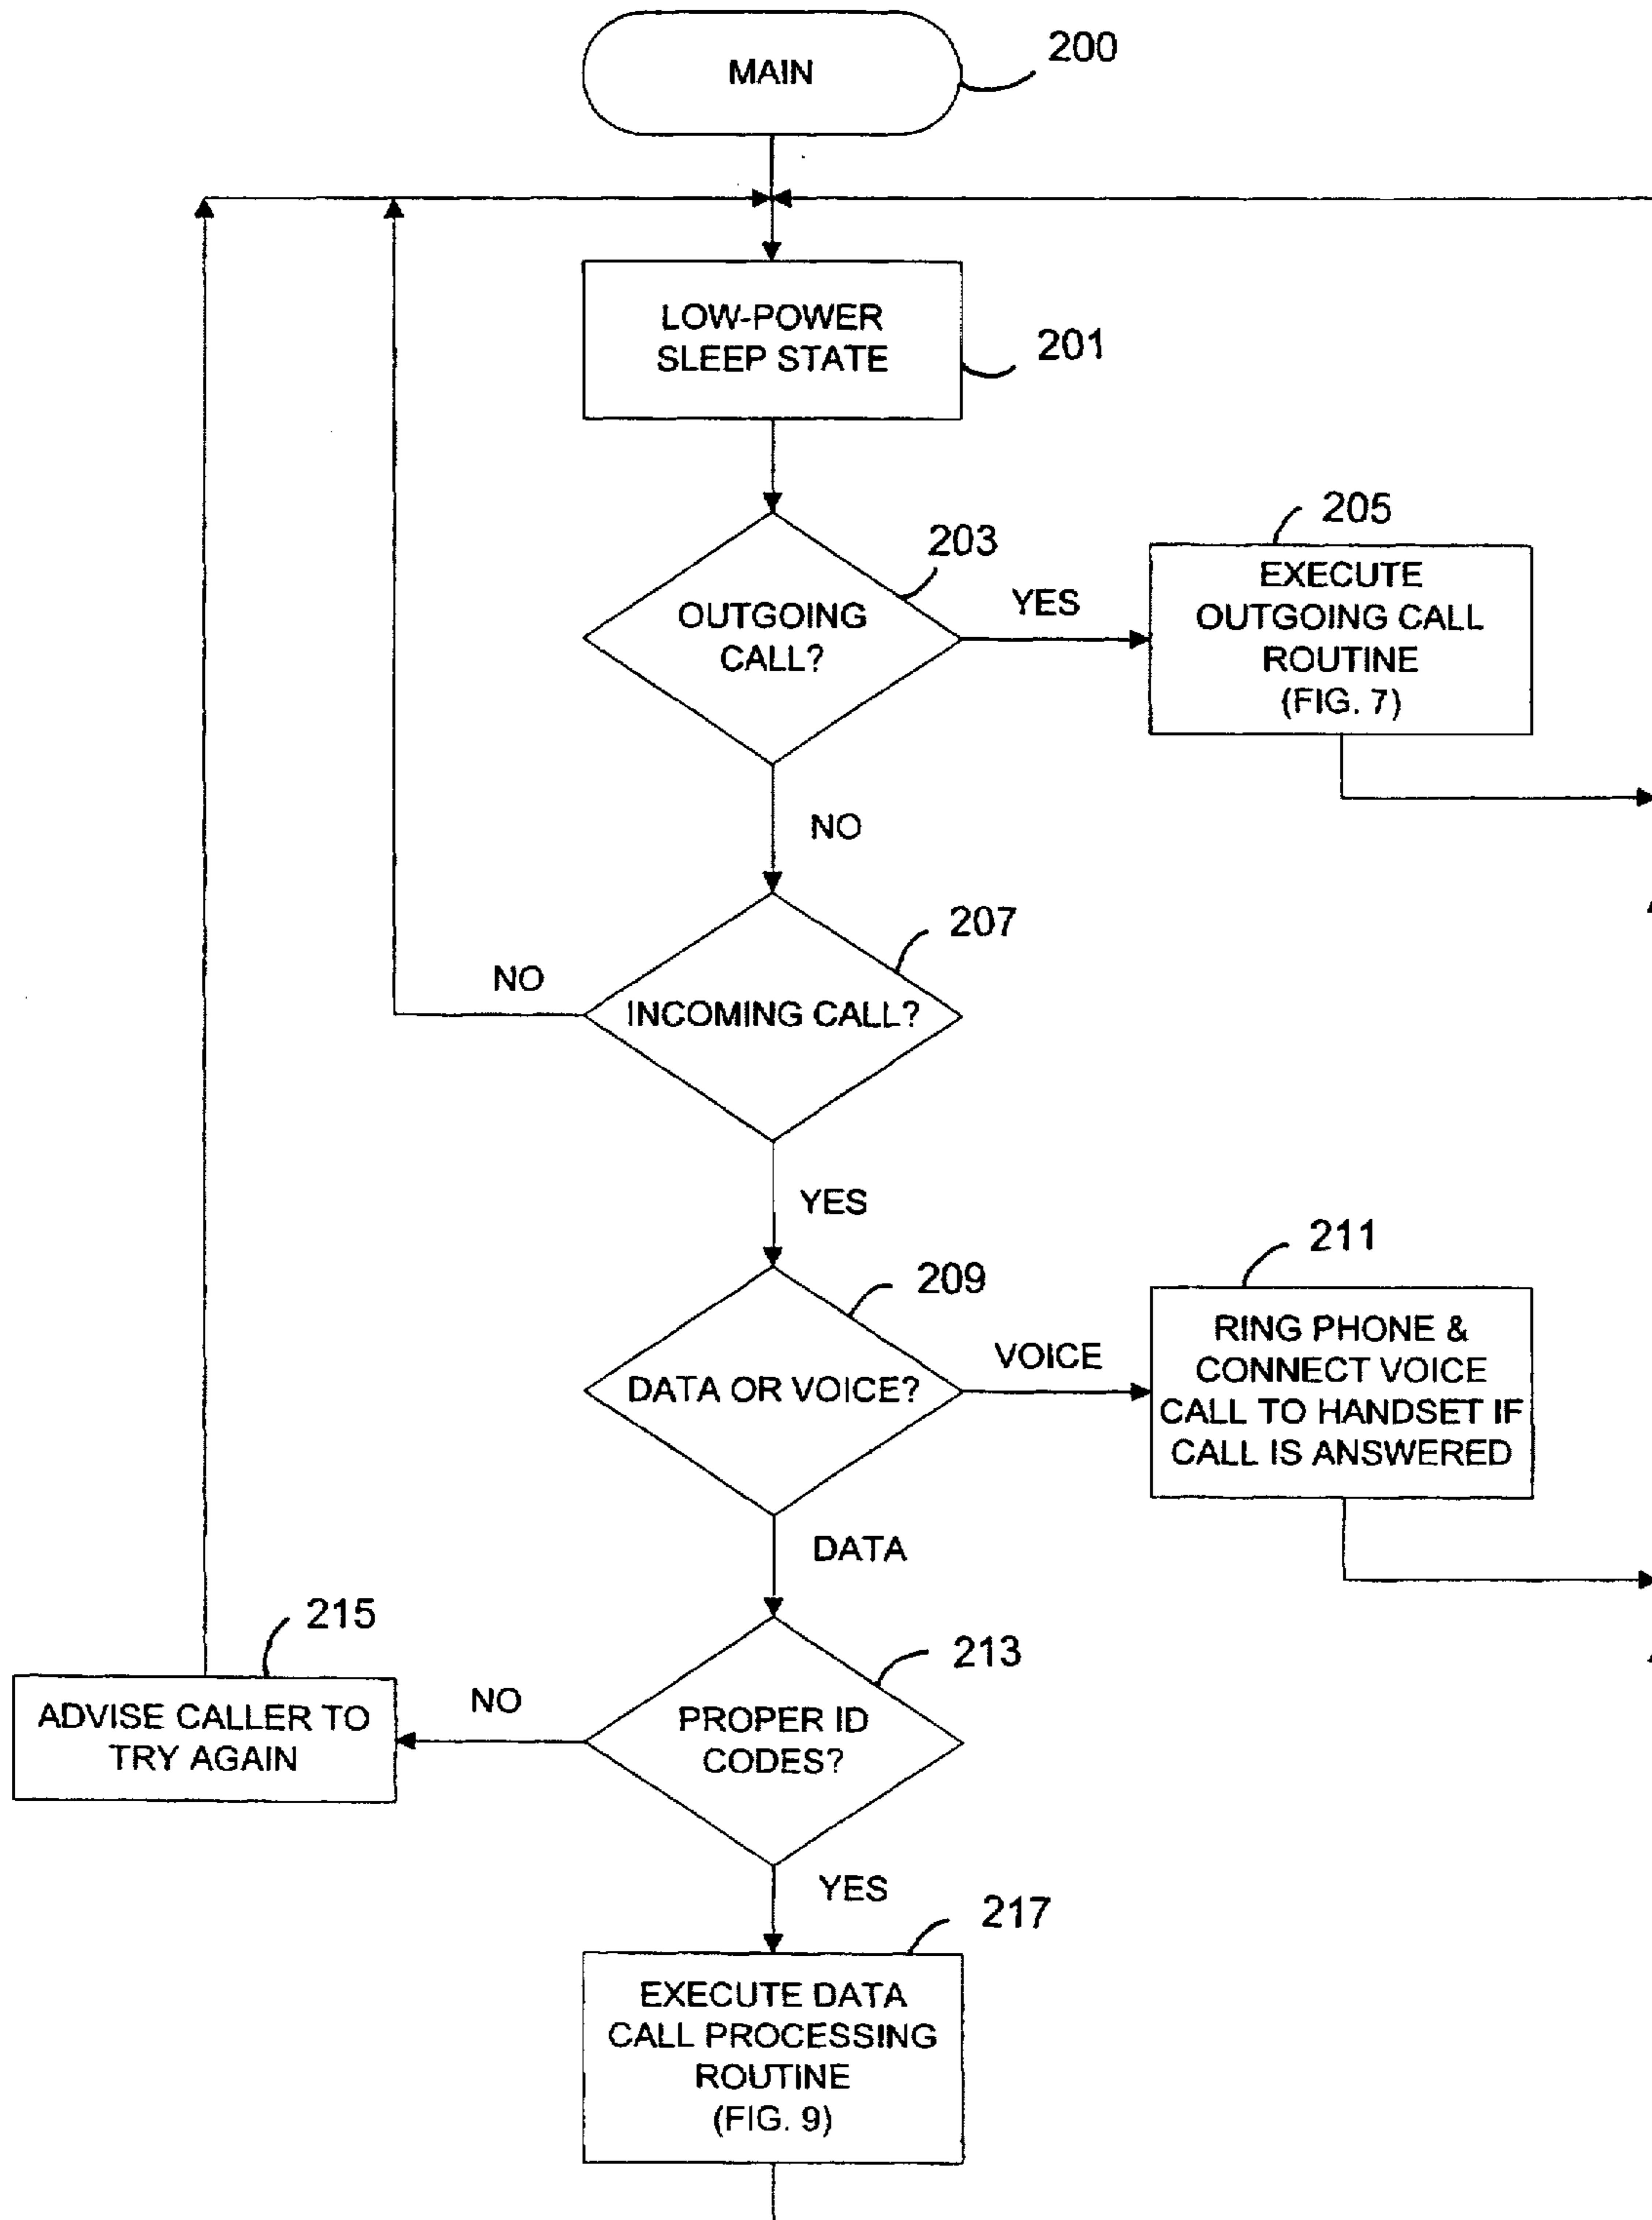 MAIN
200
LOW-POWER
SLEEP STATE
201
203
OUTGOING
CALL?
YES
205
EXECUTE
OUTGOING CALL
ROUTINE
(FIG. 7)
NO
207
INCOMING CALL?
NO
YES
209
DATA OR VOICE?
VOICE
211
RING PHONE &
CONNECT VOICE
CALL TO HANDSET IF
CALL IS ANSWERED
DATA
213
PROPER ID
CODES?
NO
215
ADVISE CALLER TO
TRY AGAIN
YES
217
EXECUTE DATA
CALL PROCESSING
ROUTINE
(FIG. 9)